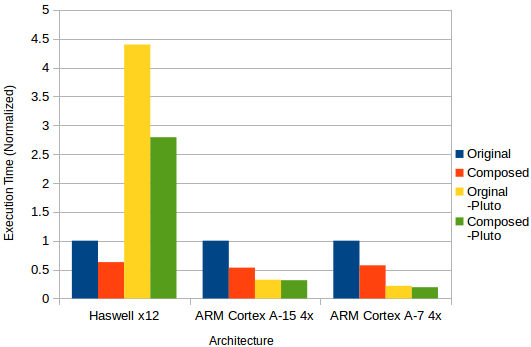 5
4.5
4
3.5
3
2.5
2
1.5
1
0.5
0
Execution Time (Normalized)
Haswell x12
ARM Cortex A-15 4x
ARM Cortex A-7 4x
Architecture
Original
Composed
Orginal
-Pluto
Composed
-Pluto